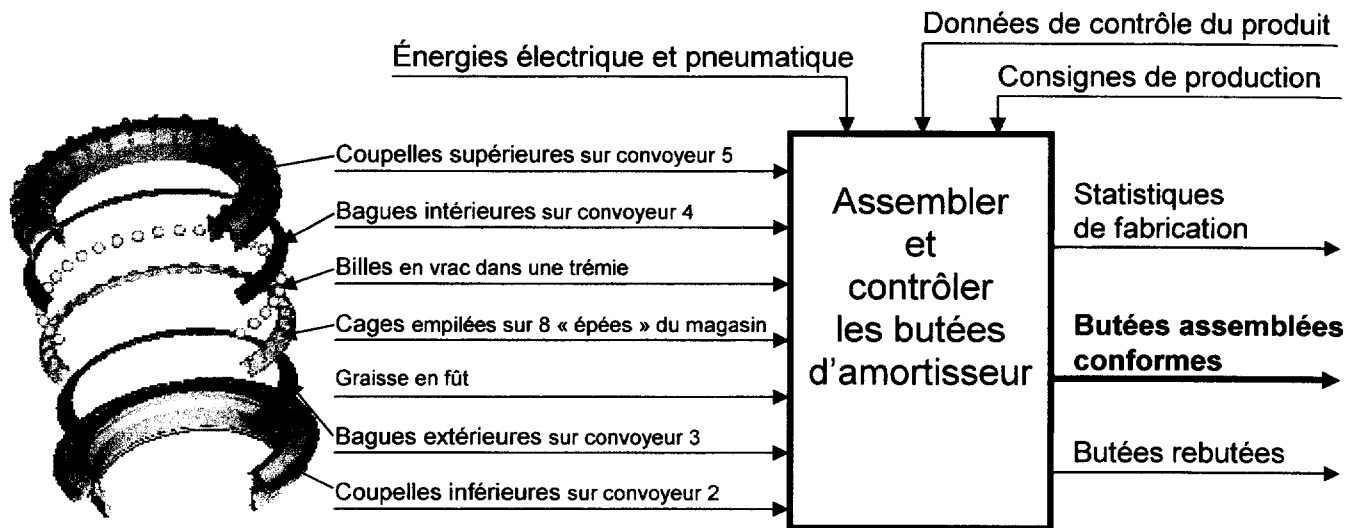 Données de contrôle du produit
Énergies électrique et pneumatique
Consignes de production
Coupelles supérieures sur convoyeur 5
Bagues intérieures sur convoyeur 4
Billes en vrac dans une trémie
Cages empilées sur 8 « épées » du magasin
Graisse en fût
Bagues extérieures sur convoyeur 3
Coupelles inférieures sur convoyeur 2
Assembler
et
contrôler
les butées
d'amortisseur
Statistiques
de fabrication
Butées assemblées
conformes
Butées rebutées